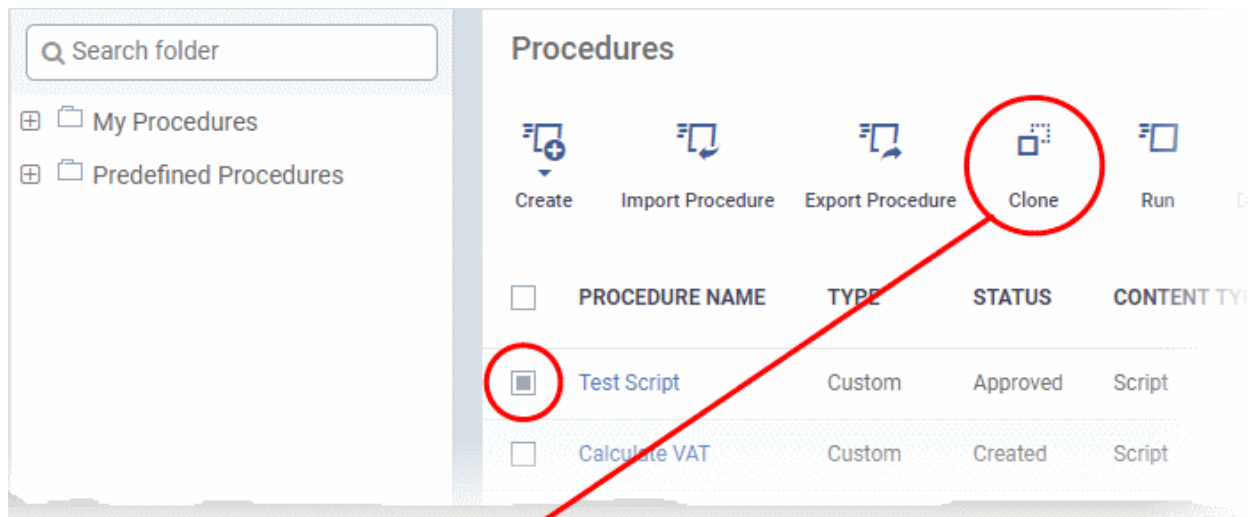 Search folder
My Procedures
Predefined Procedures
Procedures
Create Import Procedure Export Procedure Clone Run
PROCEDURE NAME TYPE STATUS CONTENT
Test Script Custom Approved Script
Calculate VAT Custom Created Script